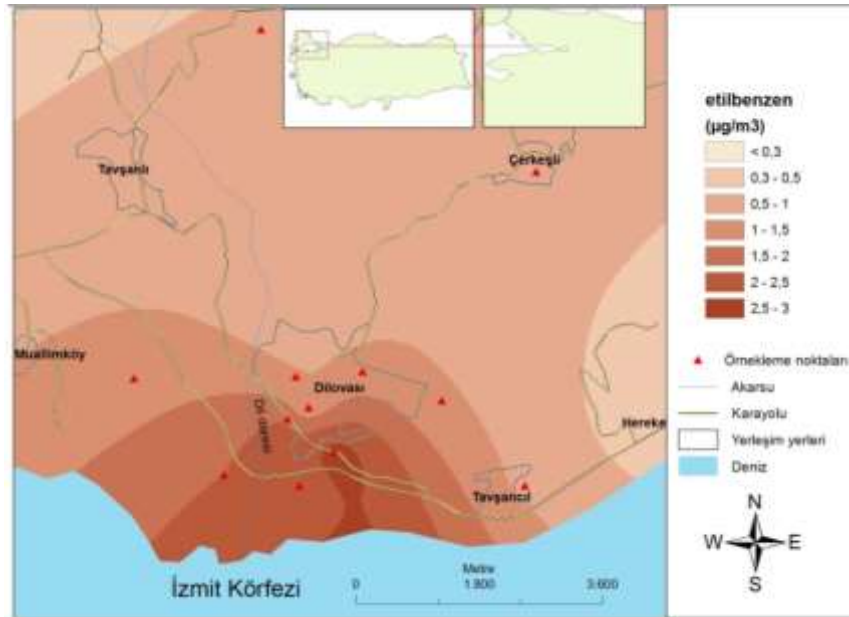 etilbenzen
(µg/m3)
< 0,3
0,3 - 0,5
0,5 - 1
1 - 1,5
1,5 - 2
2 - 2,5
2,5 - 3
Örnekleme noktaları
Akarsu
Karayolu
Yerleşim yerleri
Deniz
N
W
E
S
Tavşanlı
Çerkeşli
Muallimköy
Dilovası
Dil deresi
Hereke
Tavşancıl
İzmit Körfezi
Metre
0
1.800
3.600